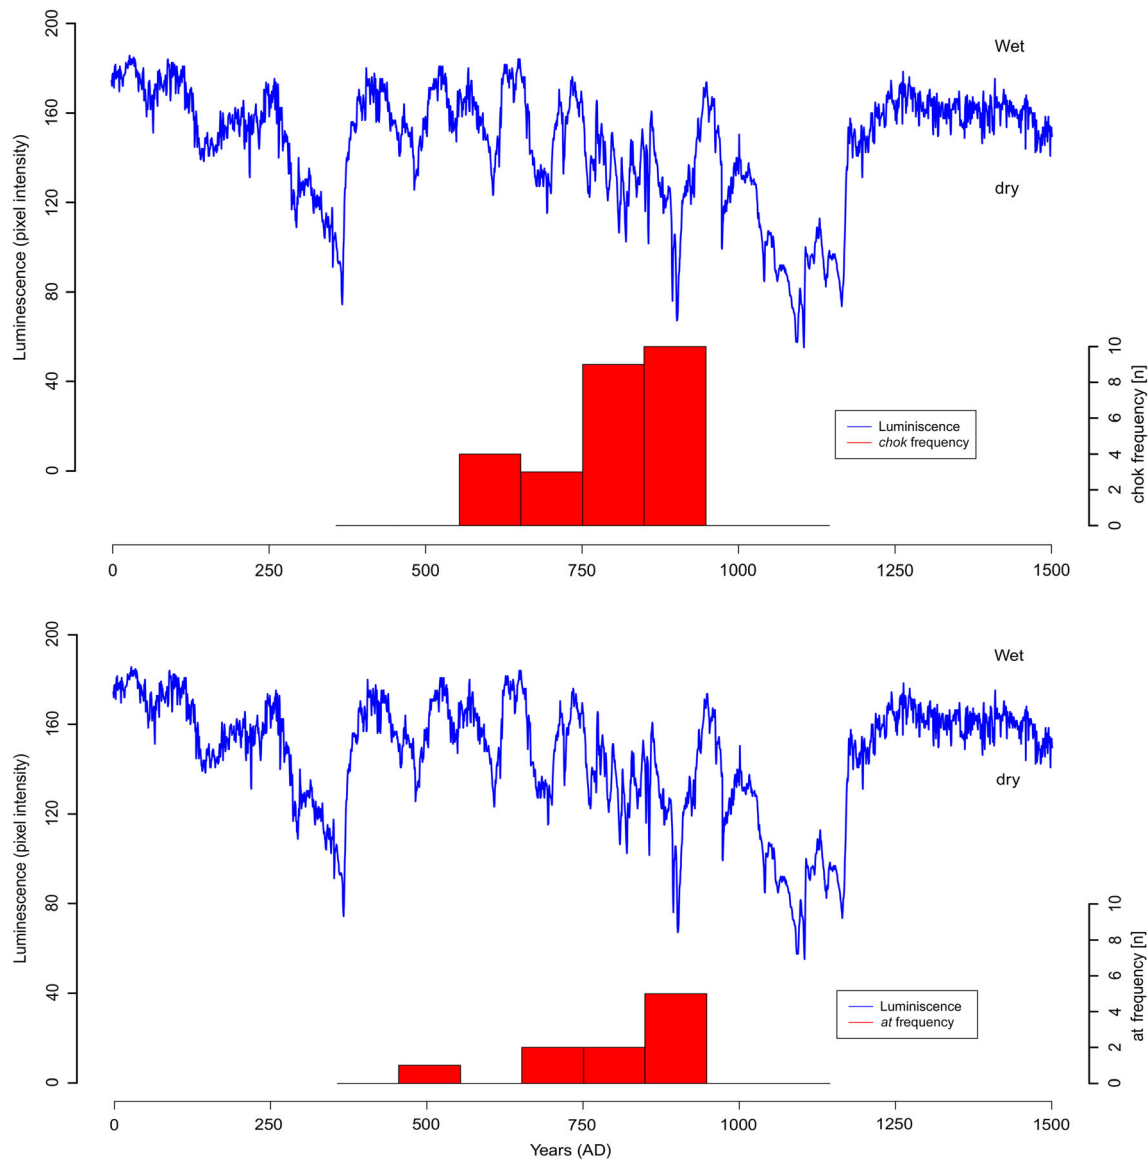 200
160
120
80
40
0
Luminescence (pixel intensity)
Wet
dry
10
8
6
4
2
0
chok frequency [n]
Luminiscence
chok frequency
0 250 500 750 1000 1250 1500
200
160
120
80
40
0
Luminescence (pixel intensity)
Wet
dry
10
8
6
4
2
0
at frequency [n]
Luminiscence
at frequency
0 250 500 750 1000 1250 1500
Years (AD)